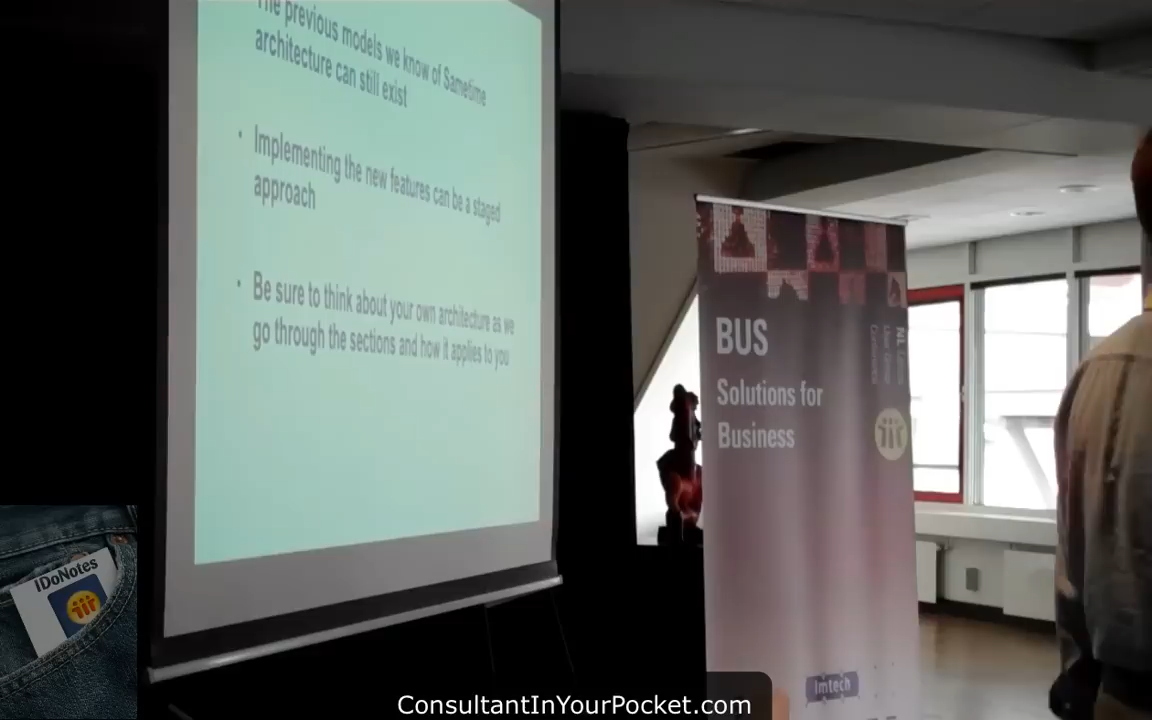 The previous models we know of Sametime
architecture can still exist
• Implementing the new features can be a staged
approach
• Be sure to think about your own architecture as we
go through the sections and how it applies to you
BUS
Solutions for
Business
NL
User Group
Imtech
IDoNotes
ConsultantInYourPocket.com